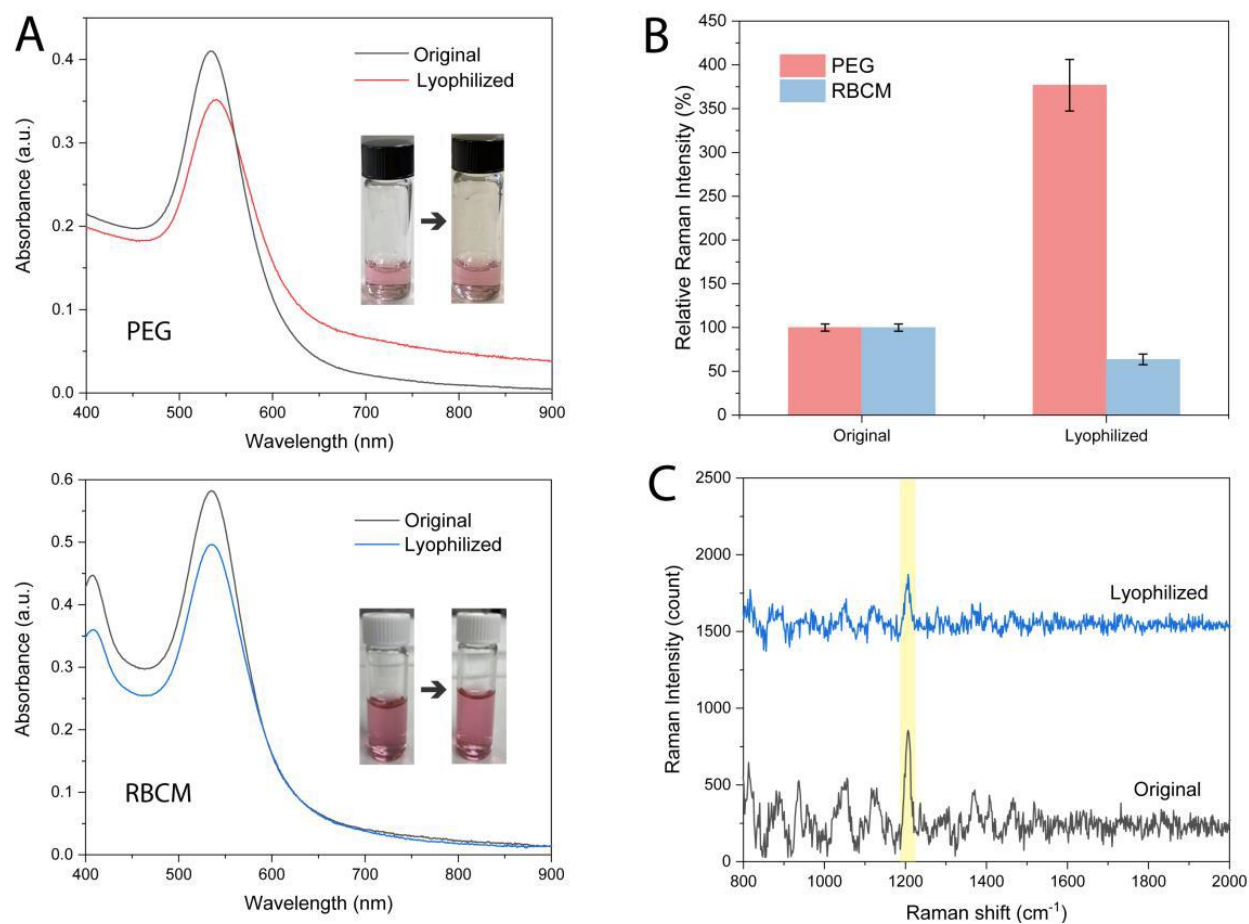 A
Absorbance (a.u.)
0.4
0.3
0.2
0.1
0.0
Original
Lyophilized
PEG
400 500 600 700 800 900
Wavelength (nm)
Absorbance (a.u.)
0.6
0.5
0.4
0.3
0.2
0.1
0.0
Original
Lyophilized
RBCM
400 500 600 700 800 900
Wavelength (nm)
B
Relative Raman Intensity (%)
450
400
350
300
250
200
150
100
50
0
PEG
RBCM
Original Lyophilized
C
Raman Intensity (count)
2500
2000
1500
1000
500
0
Lyophilized
Original
800 1000 1200 1400 1600 1800 2000
Raman shift (cm⁻¹)